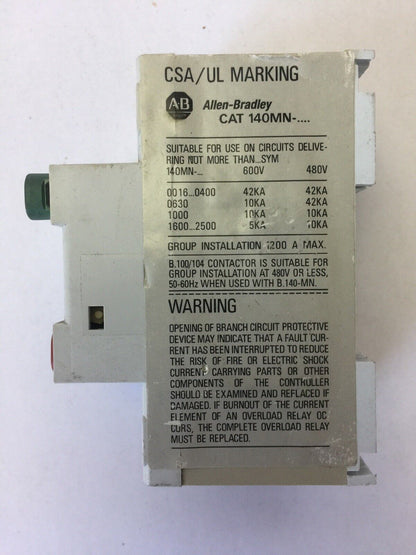 CSA/UL MARKING
A-B Allen-Bradley
CAT 140MN-....
SUITABLE FOR USE ON CIRCUITS DELIVE-
RING NOT MORE THAN...SYM
140MN-... 600V 480V
0016...0400 42KA 42KA
0630 10KA 42KA
1000 10KA 10KA
1600...2500 5KA 10KA
GROUP INSTALLATION 1200 A MAX.
B.100/104 CONTACTOR IS SUITABLE FOR
GROUP INSTALLATION AT 480V OR LESS,
50-60Hz WHEN USED WITH B.140-MN.
WARNING
OPENING OF BRANCH CIRCUIT PROTECTIVE
DEVICE MAY INDICATE THAT A FAULT CUR-
RENT HAS BEEN INTERRUPTED TO REDUCE
THE RISK OF FIRE OR ELECTRIC SHOCK
CURRENT CARRYING PARTS OR OTHER
COMPONENTS OF THE CONTROLLER
SHOULD BE EXAMINED AND REPLACED IF
DAMAGED. IF BURNOUT OF THE CURRENT
ELEMENT OF AN OVERLOAD RELAY OC
CURS, THE COMPLETE OVERLOAD RELAY
MUST BE REPLACED.